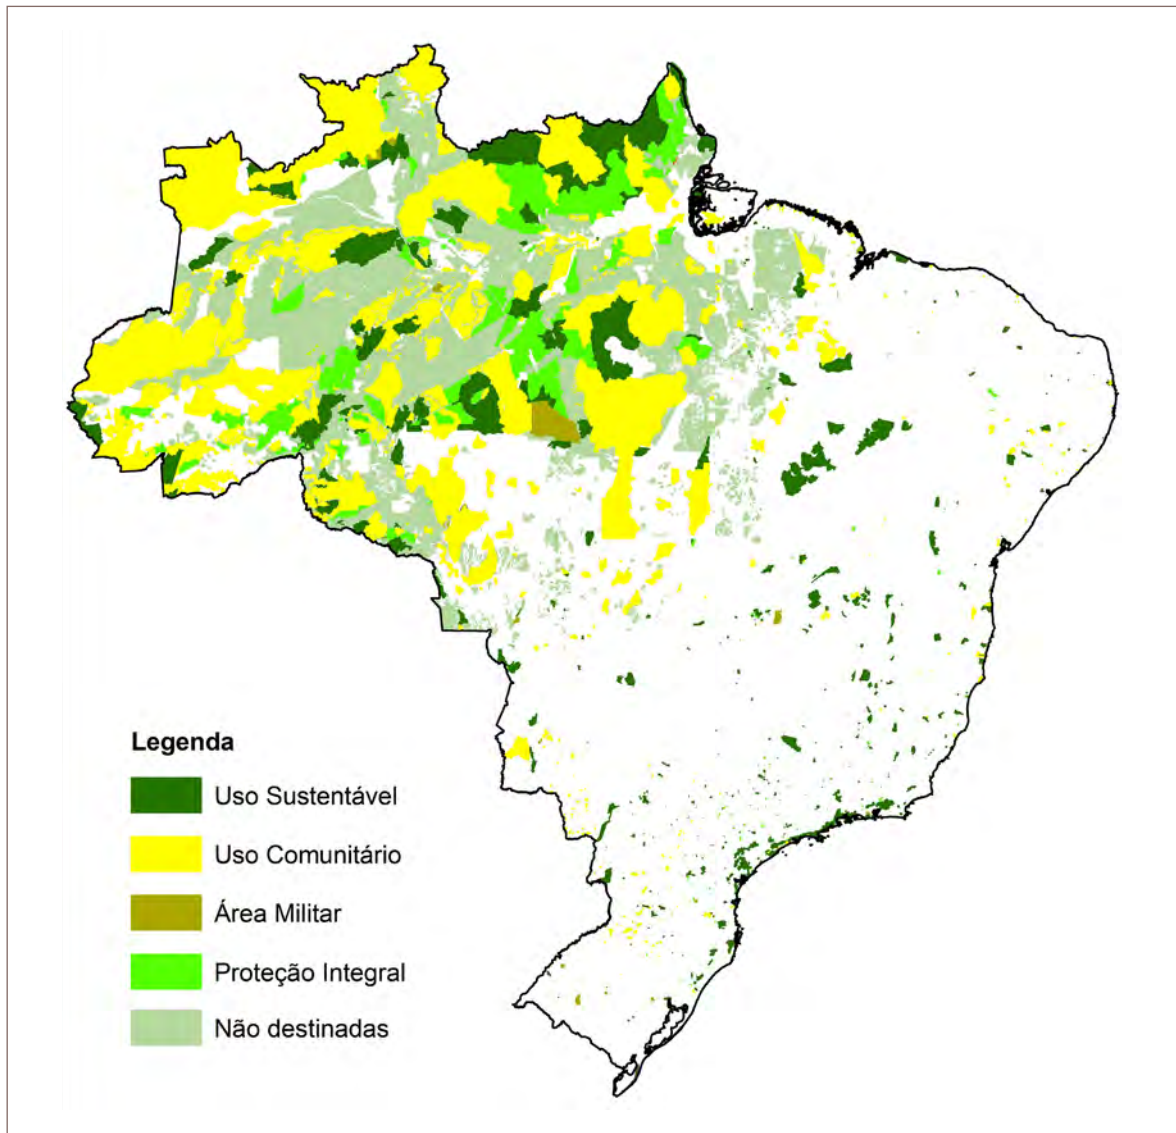 Legenda
Uso Sustentável
Uso Comunitário
Área Militar
Proteção Integral
Não destinadas